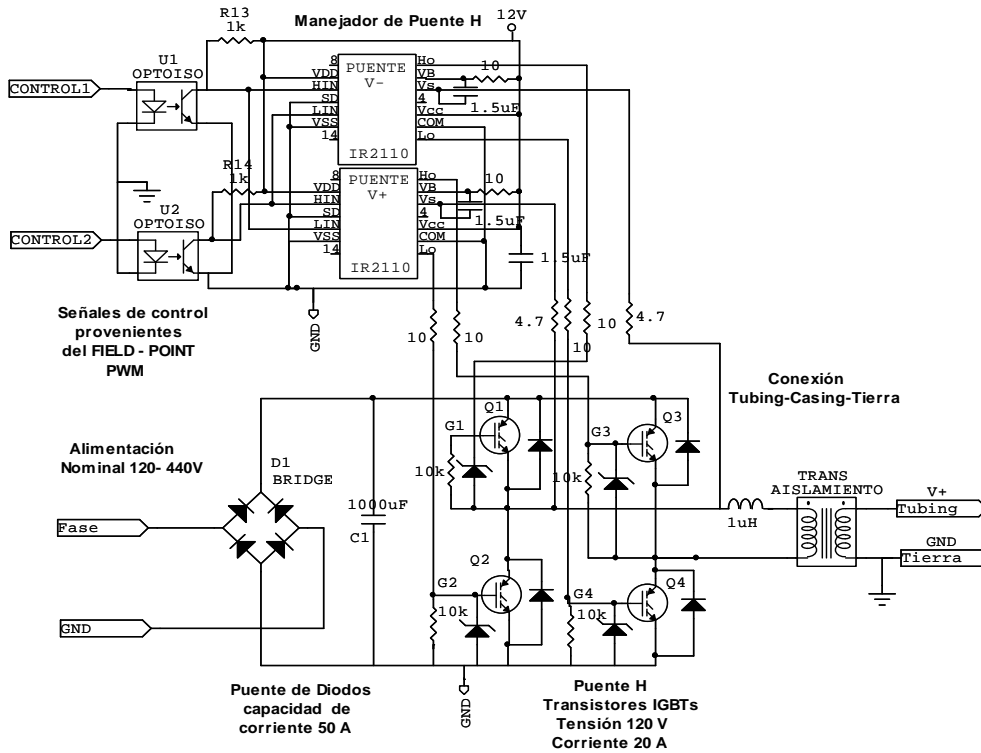 Manejador de Puente H
R13
1k
12V
U1
OPTOISO
CONTROL1
8
VDD
HIN
SD
LIN
VSS
14
PUENTE
V-
IR2110
Ho
VB
Vs
4
Vcc
COM
Lo
10
1.5uF
R14
1k
U2
OPTOISO
CONTROL2
8
VDD
HIN
SD
LIN
VSS
14
PUENTE
V+
IR2110
Ho
VB
Vs
4
Vcc
COM
Lo
10
1.5uF
1.5uF
GND
Señales de control
provenientes
del FIELD - POINT
PWM
10
10
4.7
10
10
4.7
Conexión
Tubing-Casing-Tierra
Alimentación
Nominal 120- 440V
D1
BRIDGE
Fase
GND
1000uF
C1
G1
Q1
10k
G3
Q3
10k
G2
Q2
10k
G4
Q4
10k
1uH
TRANS
AISLAMIENTO
V+
Tubing
GND
Tierra
GND
Puente de Diodos
capacidad de
corriente 50 A
Puente H
Transistores IGBTs
Tensión 120 V
Corriente 20 A